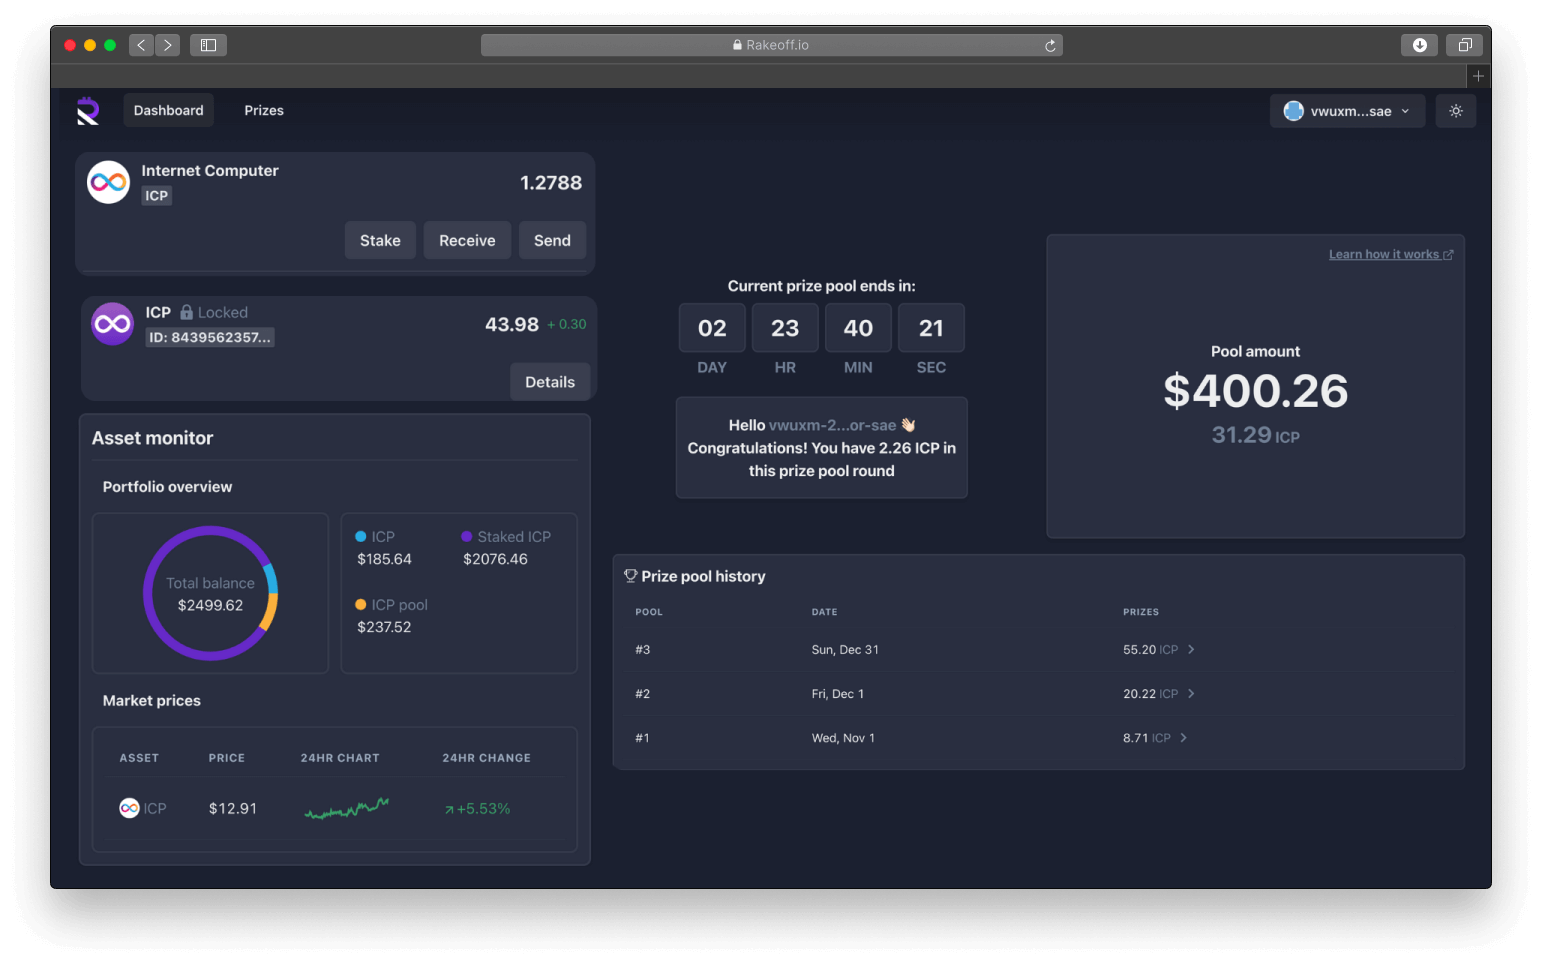 Rakeoff.io
Dashboard
Prizes
vwuxm...sae
Internet Computer
ICP
1.2788
Stake
Receive
Send
ICP
Locked
ID: 8439562357...
43.98 + 0.30
Details
Asset monitor
Portfolio overview
Total balance
$2499.62
ICP
$185.64
Staked ICP
$2076.46
ICP pool
$237.52
Market prices
ASSET PRICE 24HR CHART 24HR CHANGE
ICP $12.91 +5.53%
Current prize pool ends in:
02 23 40 21
DAY HR MIN SEC
Hello vwuxm-2...or-sae 👋🏻
Congratulations! You have 2.26 ICP in
this prize pool round
Learn how it works
Pool amount
$400.26
31.29 ICP
Prize pool history
POOL DATE PRIZES
#3 Sun, Dec 31 55.20 ICP
#2 Fri, Dec 1 20.22 ICP
#1 Wed, Nov 1 8.71 ICP